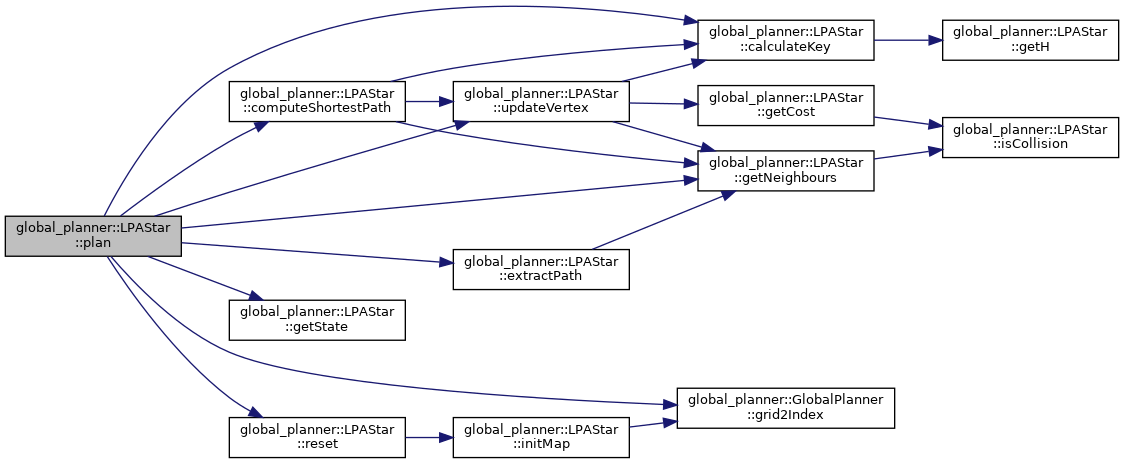 global_planner::LPAStar
::plan
global_planner::LPAStar
::computeShortestPath
global_planner::LPAStar
::getState
global_planner::LPAStar
::reset
global_planner::LPAStar
::updateVertex
global_planner::LPAStar
::extractPath
global_planner::LPAStar
::initMap
global_planner::LPAStar
::calculateKey
global_planner::LPAStar
::getCost
global_planner::LPAStar
::getNeighbours
global_planner::GlobalPlanner
::grid2Index
global_planner::LPAStar
::getH
global_planner::LPAStar
::isCollision